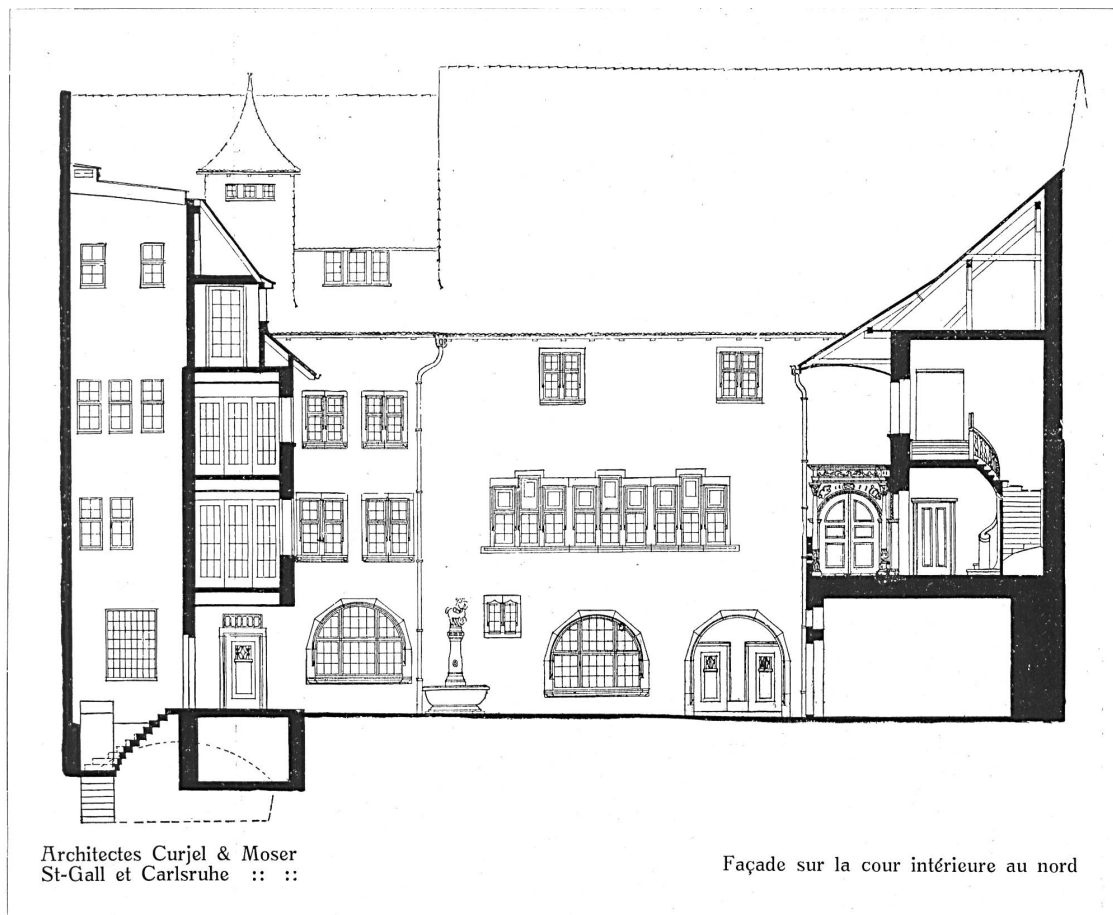 Architectes Curjel & Moser
St-Gall et Carlsruhe :: ::
Façade sur la cour intérieure au nord